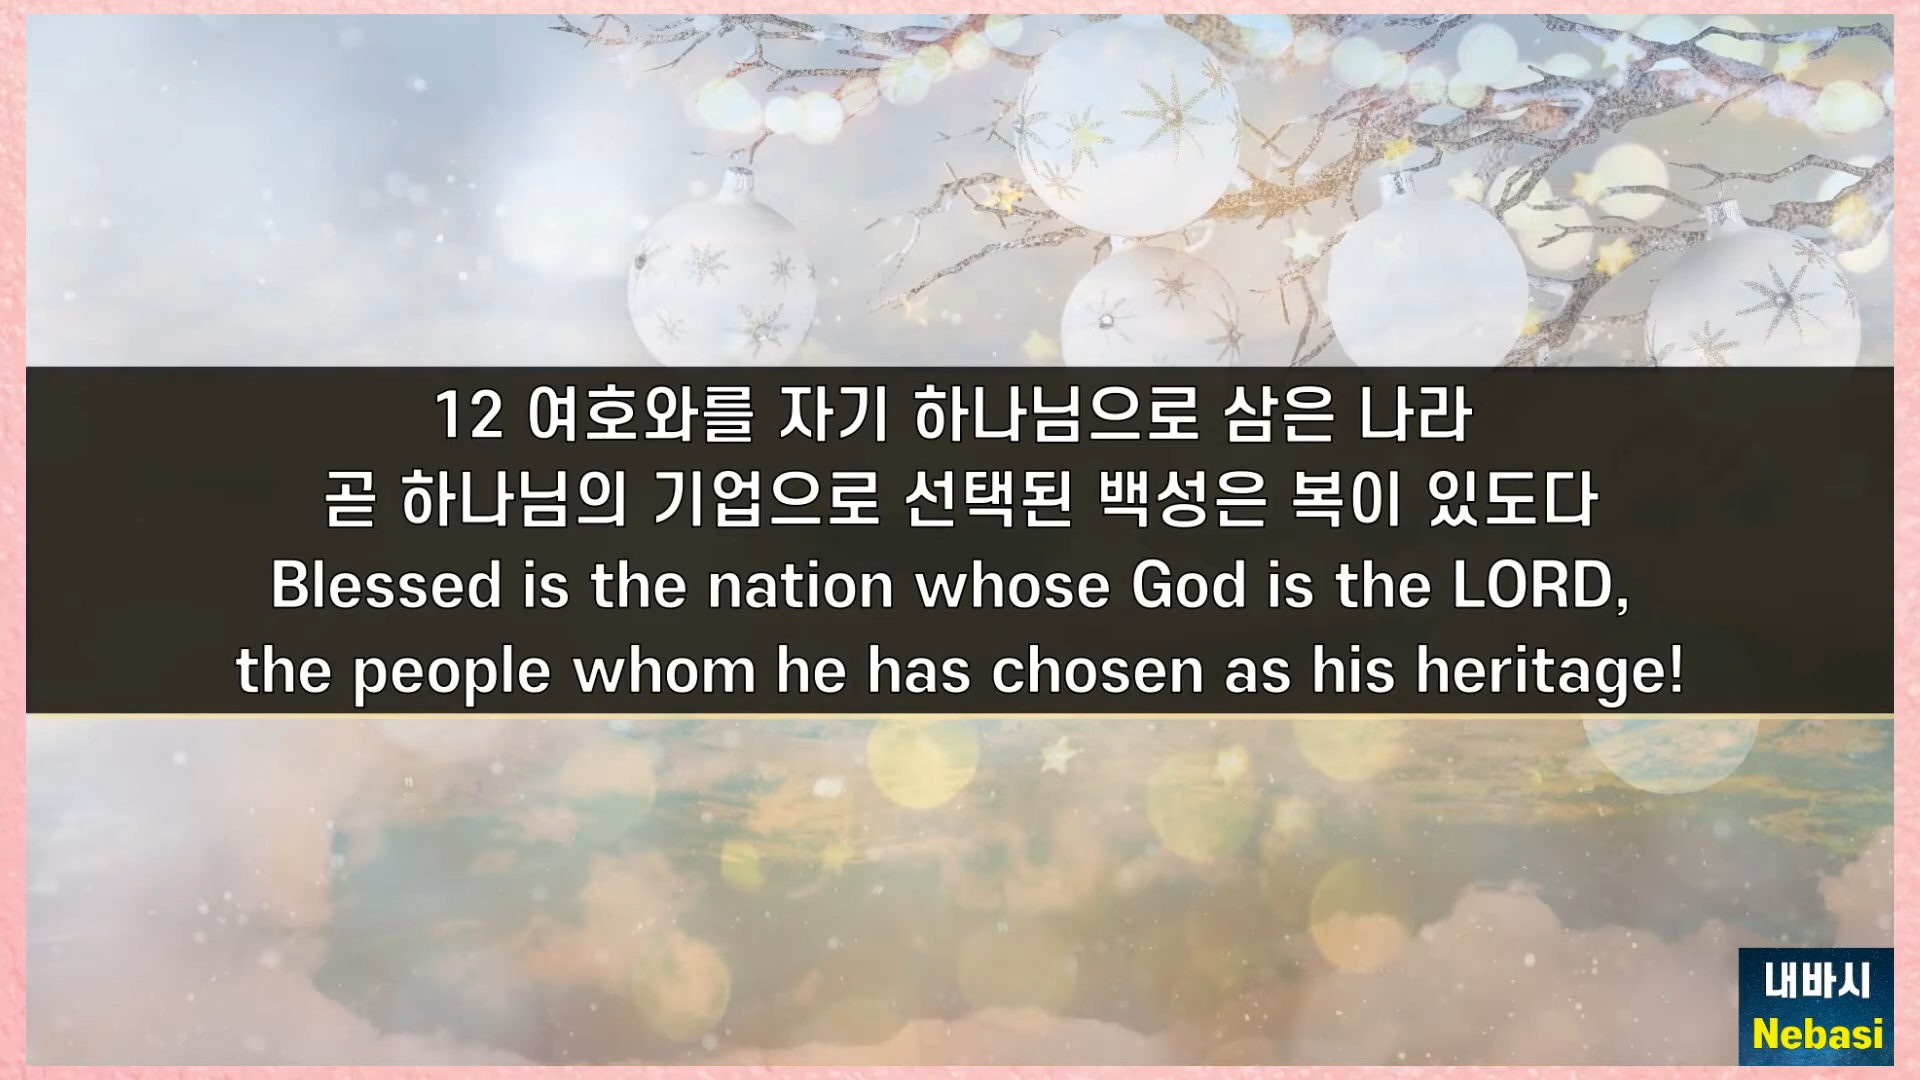 12 여호와를 자기 하나님으로 삼은 나라
곧 하나님의 기업으로 선택된 백성은 복이 있도다
Blessed is the nation whose God is the LORD,
the people whom he has chosen as his heritage!
내바시
Nebasi